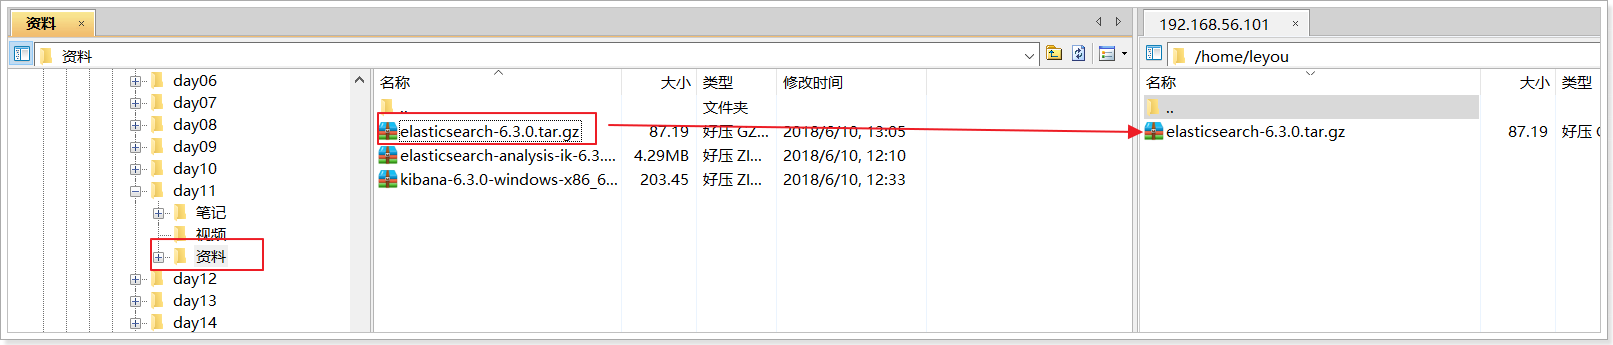 资料 × 192.168.56.101 ×
资料 /home/leyou
day06
day07
day08
day09
day10
day11
笔记
视频
资料
day12
day13
day14
名称 大小 类型 修改时间
.. 文件夹
elasticsearch-6.3.0.tar.gz 87.19 好压 GZ... 2018/6/10, 13:05
elasticsearch-analysis-ik-6.3.... 4.29MB 好压 ZI... 2018/6/10, 12:10
kibana-6.3.0-windows-x86_6... 203.45 好压 ZI... 2018/6/10, 12:33
名称 大小 类型
..
elasticsearch-6.3.0.tar.gz 87.19 好压